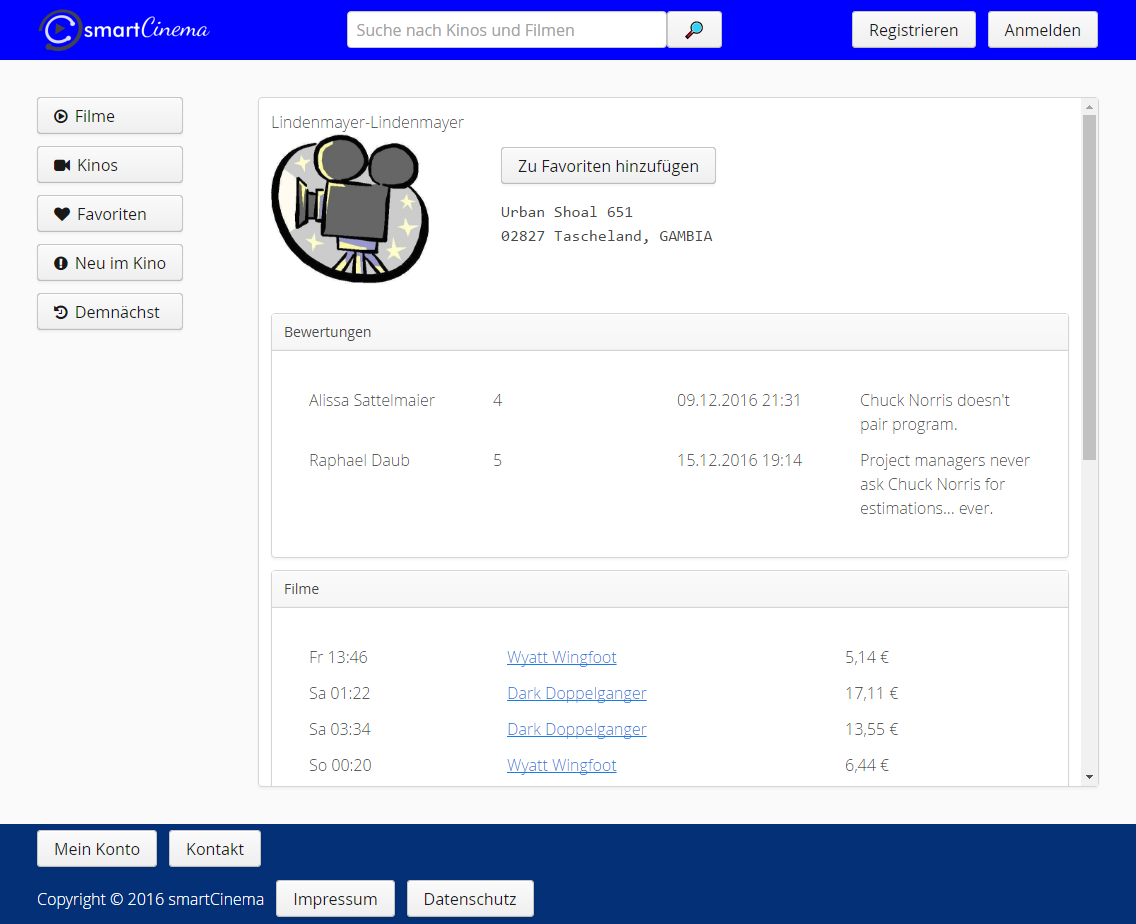 smartCinema
Suche nach Kinos und Filmen
Registrieren
Anmelden
Filme
Kinos
Favoriten
Neu im Kino
Demnächst
Lindenmayer-Lindenmayer
Zu Favoriten hinzufügen
Urban Shoal 651
02827 Tascheland, GAMBIA
Bewertungen
Alissa Sattelmaier 4 09.12.2016 21:31 Chuck Norris doesn't
pair program.
Raphael Daub 5 15.12.2016 19:14 Project managers never
ask Chuck Norris for
estimations... ever.
Filme
Fr 13:46 Wyatt Wingfoot 5,14 €
Sa 01:22 Dark Doppelganger 17,11 €
Sa 03:34 Dark Doppelganger 13,55 €
So 00:20 Wyatt Wingfoot 6,44 €
Mein Konto Kontakt
Copyright © 2016 smartCinema Impressum Datenschutz